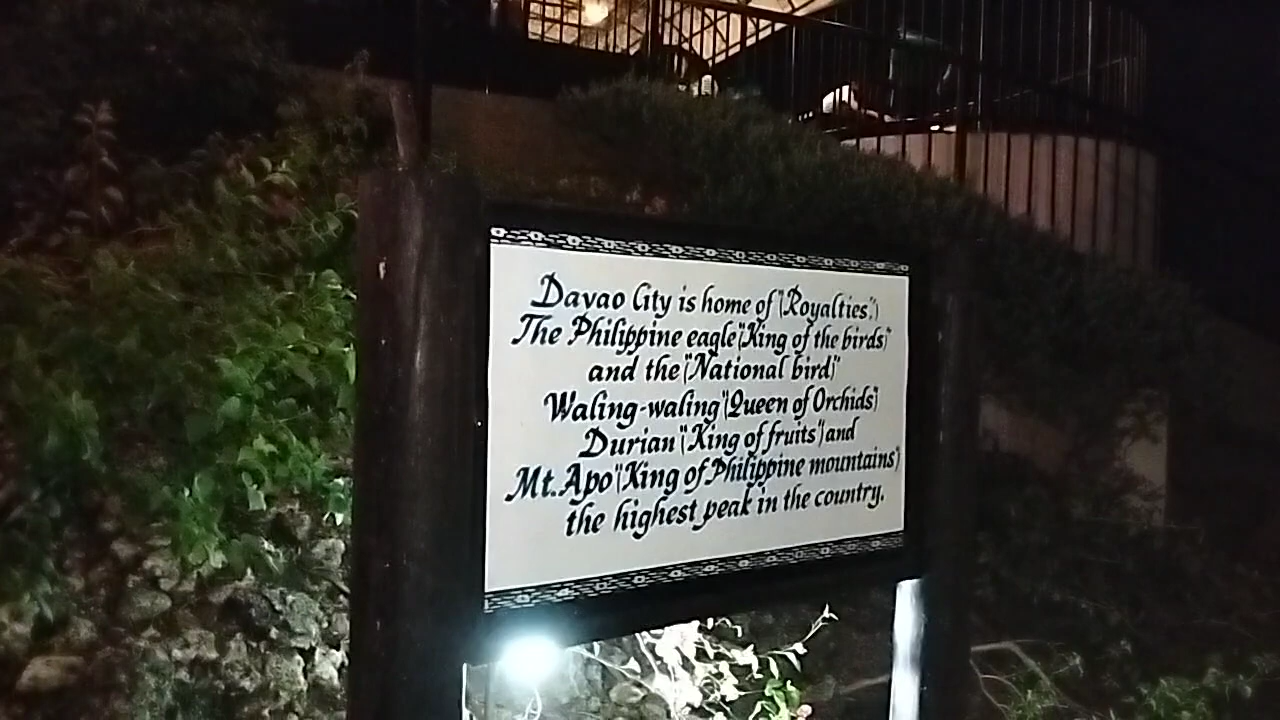 Davao City is home of "(Royalties.")
The Philippine eagle "(King of the birds)"
and the "(National bird)"
Waling-waling "(Queen of Orchids)"
Durian "(King of fruits") and
Mt. Apo "(King of Philippine mountains)"
the highest peak in the country.